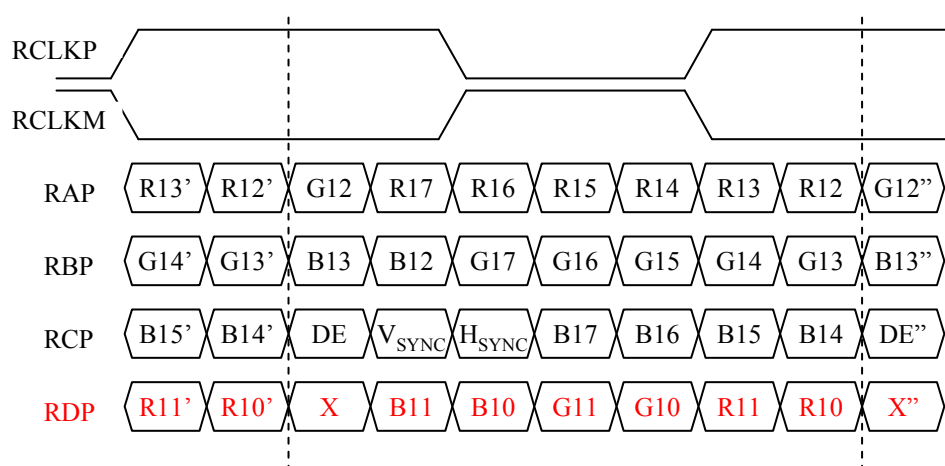 RCLKP
RCLKM
RAP R13’ R12’ G12 R17 R16 R15 R14 R13 R12 G12”
RBP G14’ G13’ B13 B12 G17 G16 G15 G14 G13 B13”
RCP B15’ B14’ DE VSYNC HSYNC B17 B16 B15 B14 DE”
RDP R11’ R10’ X B11 B10 G11 G10 R11 R10 X”